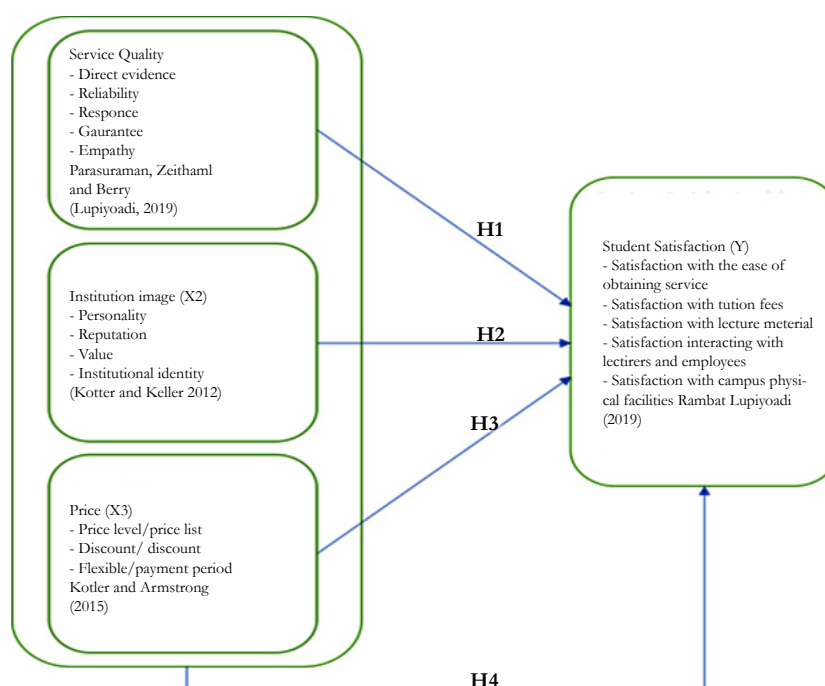 Service Quality
- Direct evidence
- Reliability
- Responce
- Gaurantee
- Empathy
Parasuraman, Zeithaml
and Berry
(Lupiyoadi, 2019)
H1
Institution image (X2)
- Personality
- Reputation
- Value
- Institutional identity
(Kotter and Keller 2012)
H2
H3
Price (X3)
- Price level/price list
- Discount/ discount
- Flexible/payment period
Kotler and Armstrong
(2015)
Student Satisfaction (Y)
- Satisfaction with the ease of
obtaining service
- Satisfaction with tution fees
- Satisfaction with lecture meterial
- Satisfaction interacting with
lectirers and employees
- Satisfaction with campus physi-
cal facilities Rambat Lupiyoadi
(2019)
H4